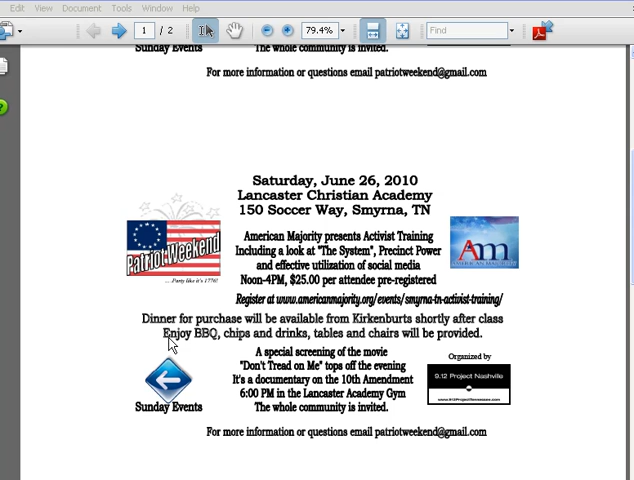 Edit View Document Tools Window Help
1 / 2 79.4% Find
Sunday Events
The whole community is invited.
For more information or questions email patriotweekend@gmail.com
Saturday, June 26, 2010
Lancaster Christian Academy
150 Soccer Way, Smyrna, TN
Patriot Weekend
...Party like it's 1776!
American Majority presents Activist Training
Including a look at "The System", Precinct Power
and effective utilization of social media
Noon-4PM, $25.00 per attendee pre-registered
Am
AMERICAN MAJORITY
Register at www.americanmajority.org/events/smyrna-tn-activist-training/
Dinner for purchase will be available from Kirkenburts shortly after class
Enjoy BBQ, chips and drinks, tables and chairs will be provided.
A special screening of the movie
"Don't Tread on Me" tops off the evening
It's a documentary on the 10th Amendment
6:00 PM in the Lancaster Academy Gym
The whole community is invited.
Sunday Events
Organized by
9.12 Project Nashville
For more information or questions email patriotweekend@gmail.com